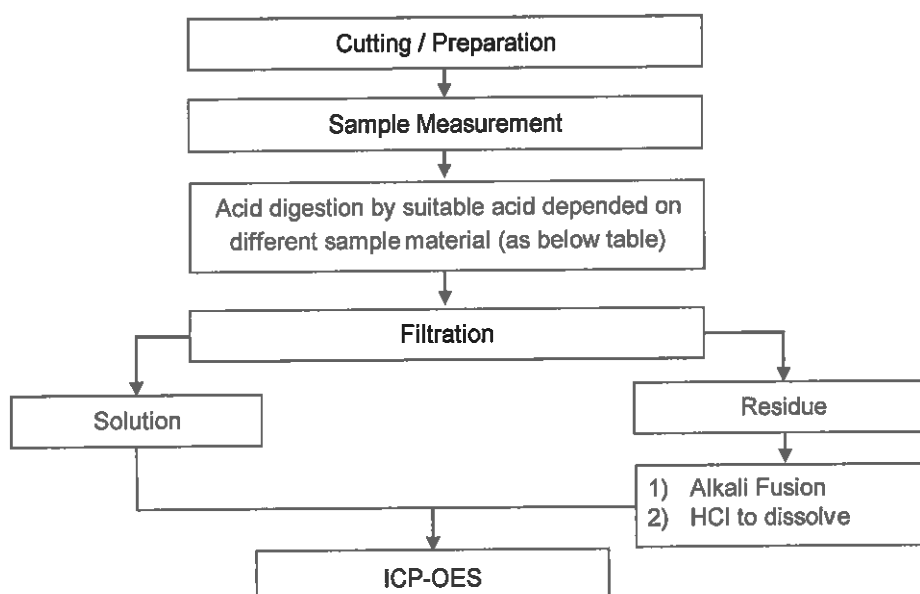 Cutting / Preparation
Sample Measurement
Acid digestion by suitable acid depended on
different sample material (as below table)
Filtration
Solution
Residue
1) Alkali Fusion
2) HCl to dissolve
ICP-OES